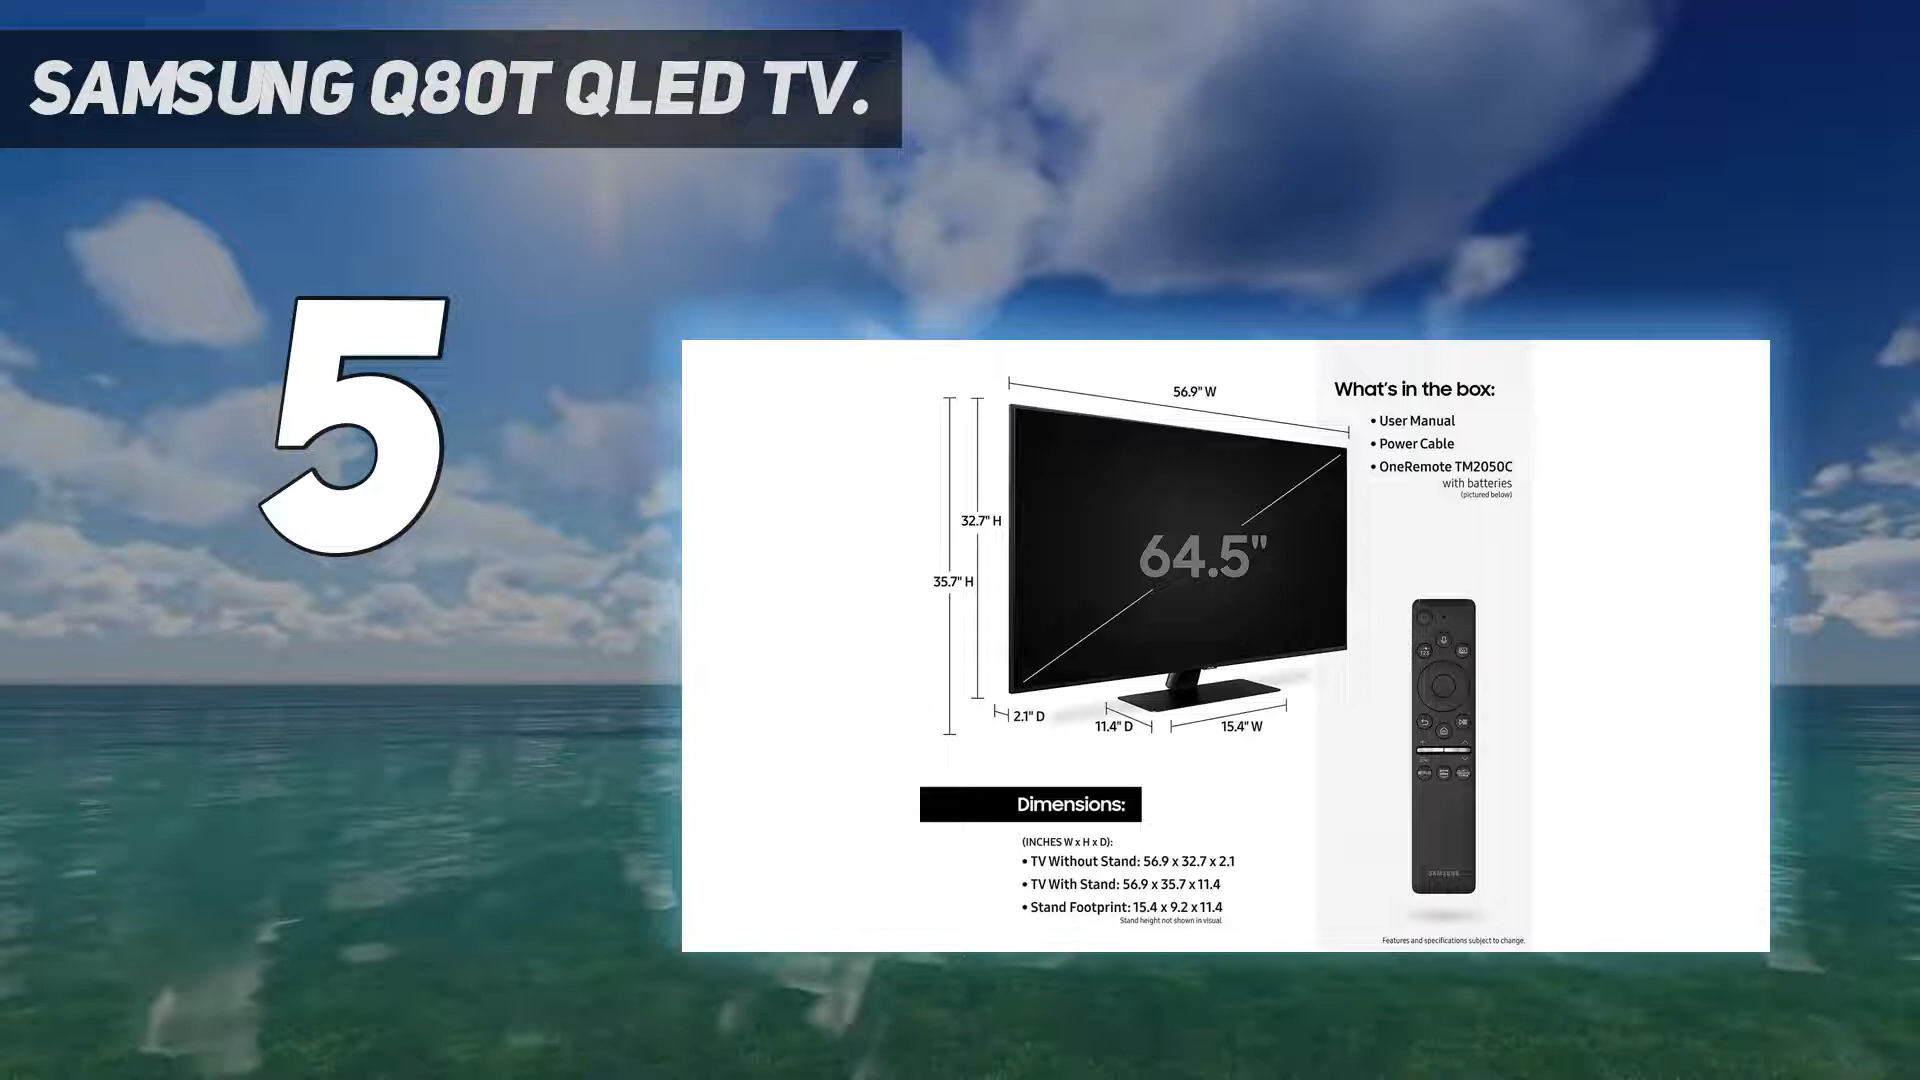 SAMSUNG Q80T QLED TV.
5
56.9" W
32.7" H
35.7" H
64.5"
2.1" D
11.4" D
15.4" W
What's in the box:
• User Manual
• Power Cable
• OneRemote TM2050C
with batteries
(pictured below)
SAMSUNG
Dimensions:
(INCHES W x H x D):
• TV Without Stand: 56.9 x 32.7 x 2.1
• TV With Stand: 56.9 x 35.7 x 11.4
• Stand Footprint: 15.4 x 9.2 x 11.4
Stand height not shown in visual
Features and specifications subject to change.